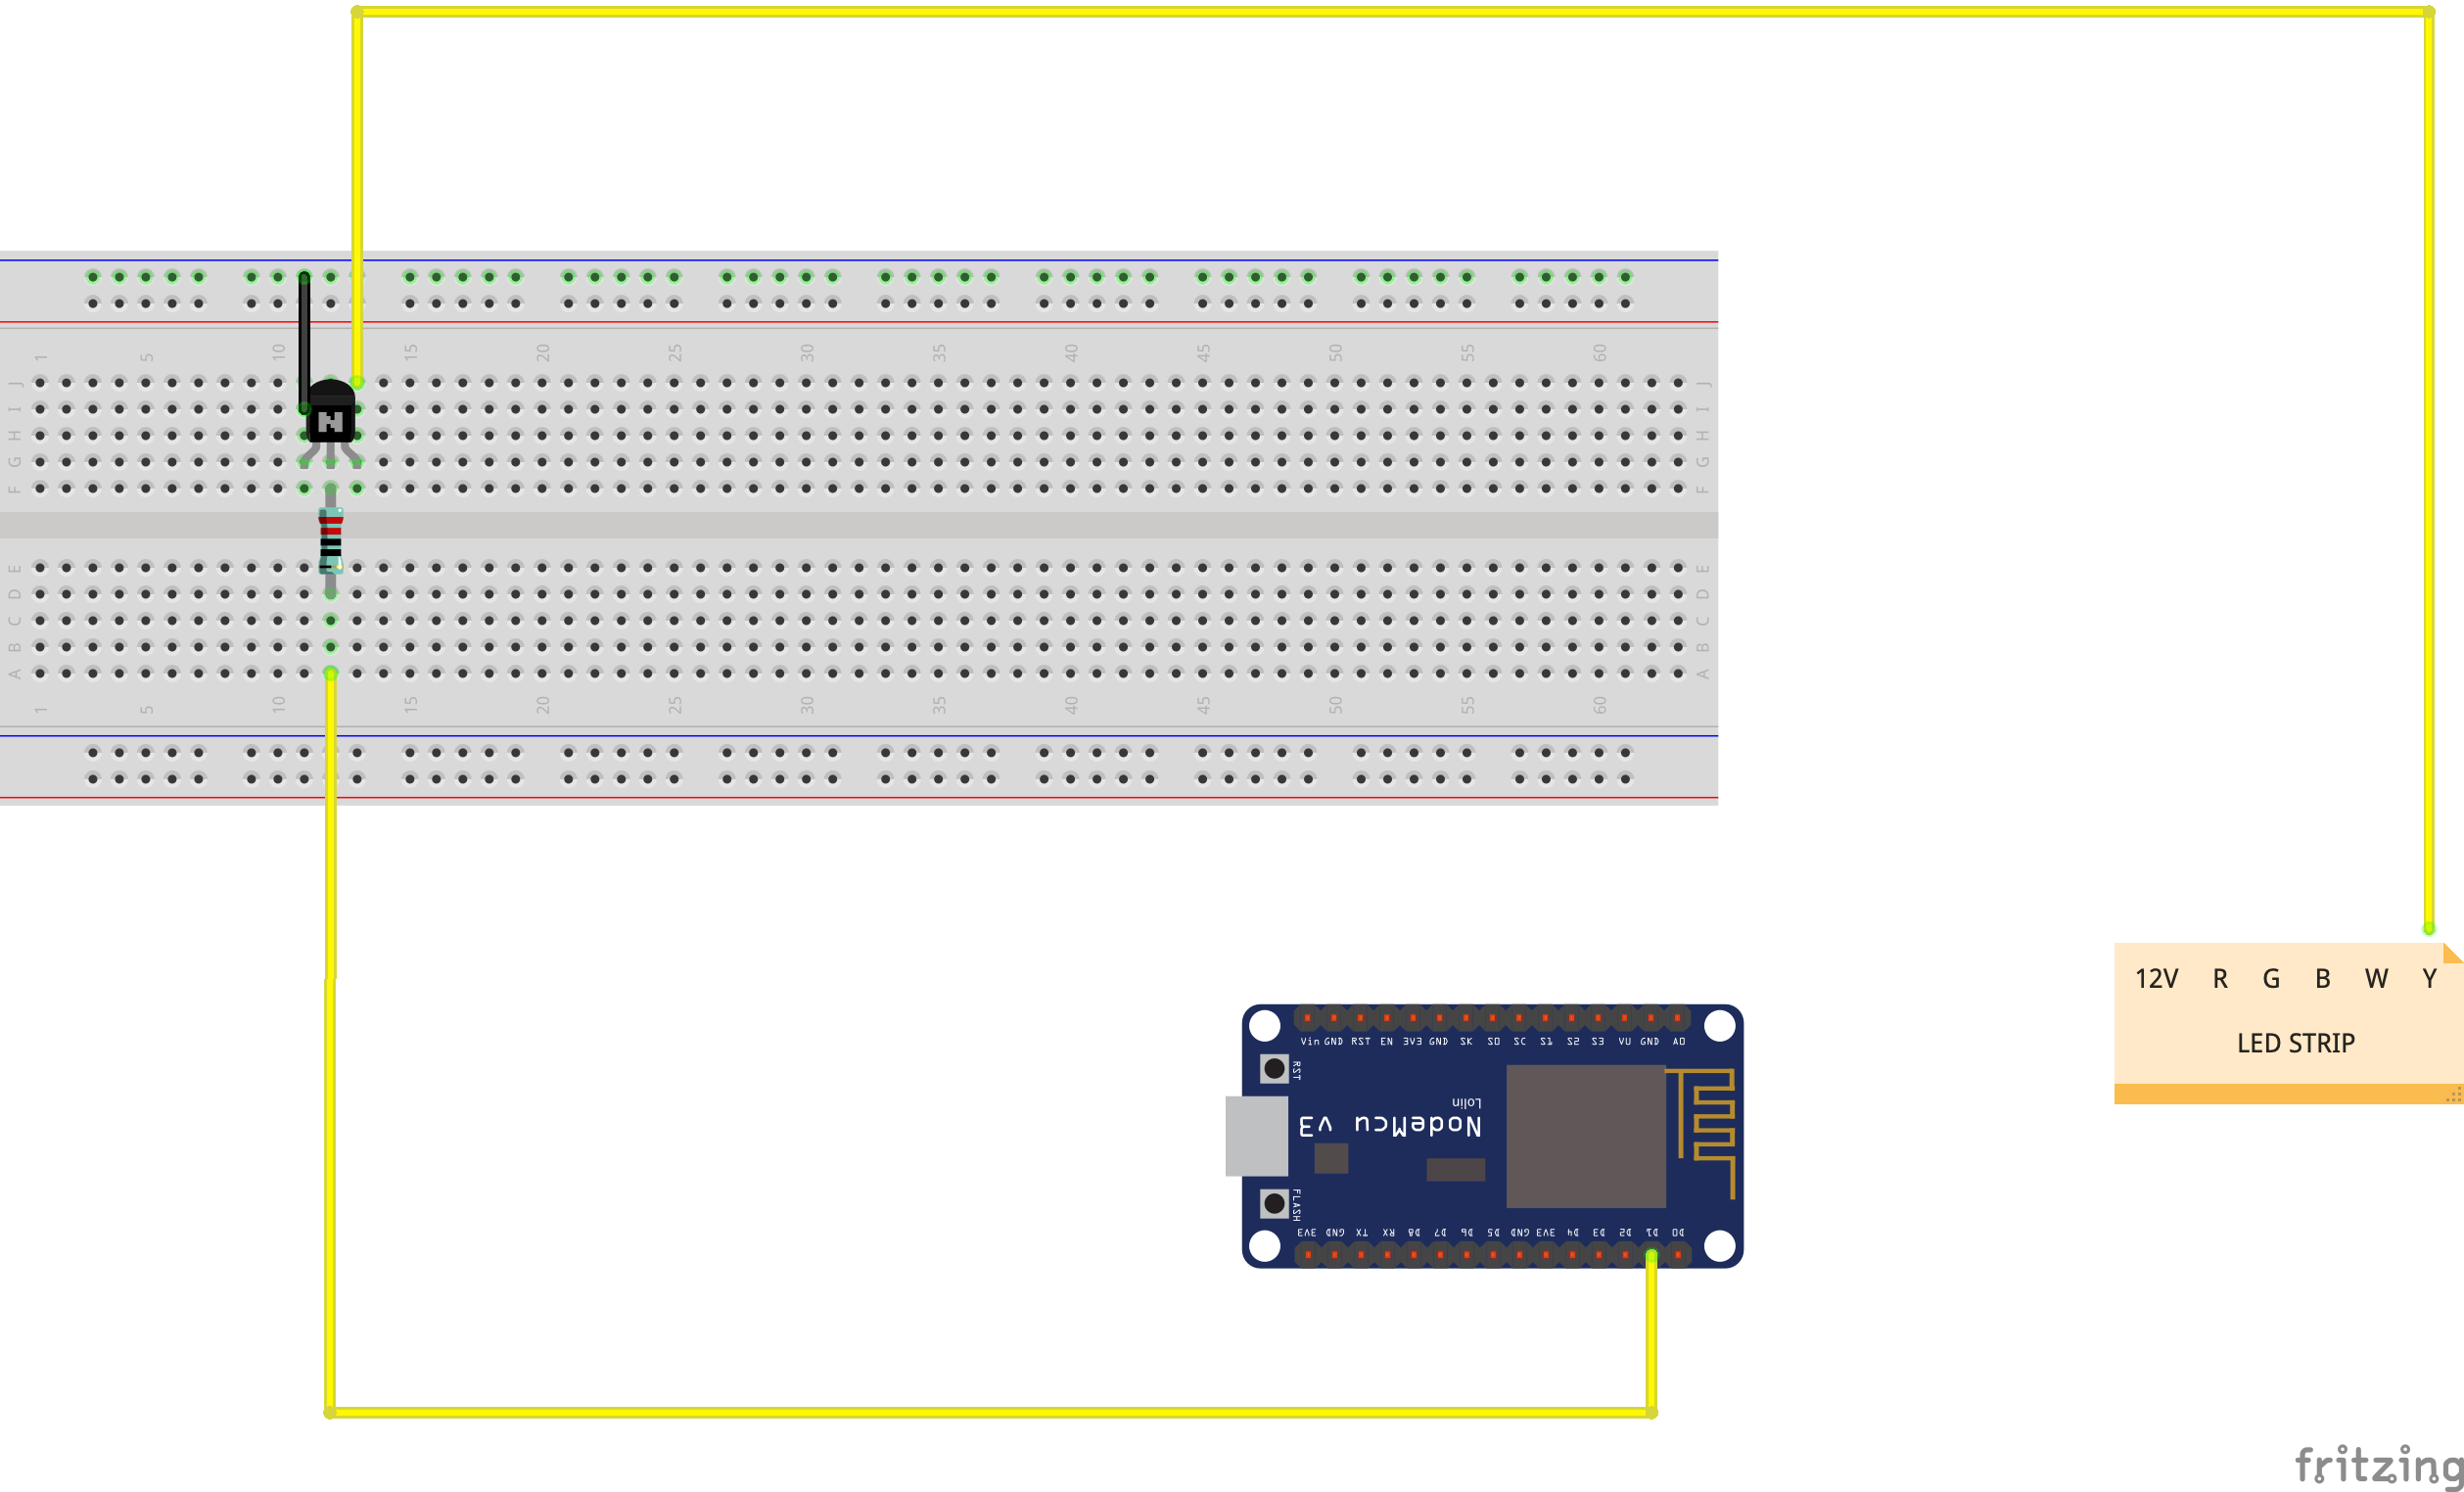 1 5 10 15 20 25 30 35 40 45 50 55 60
J J
I I
H H
G G
F F
N
E E
D D
C C
B B
A A
1 5 10 15 20 25 30 35 40 45 50 55 60
12V R G B W Y
LED STRIP
Vin GND RST EN 3V3 GND SK SO SC S1 S2 S3 VU GND A0
RST
Lolin
NodeMcu v3
FLASH
3V3 GND TX RX D8 D7 D6 D5 GND 3V3 D4 D3 D2 D1 D0
fritzing